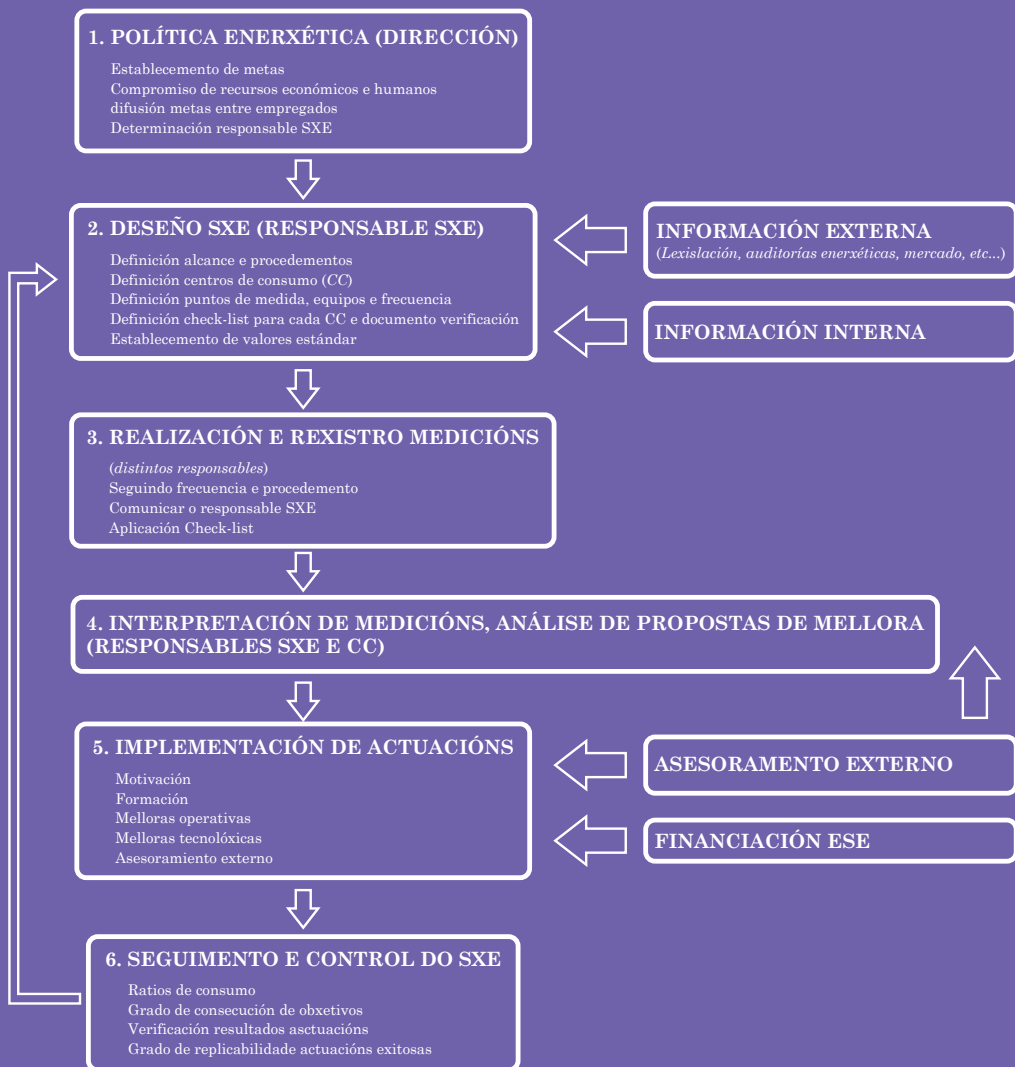 1. POLÍTICA ENERXÉTICA (DIRECCIÓN)
Establecemento de metas
Compromiso de recursos económicos e humanos
difusión metas entre empregados
Determinación responsable SXE
2. DESEÑO SXE (RESPONSABLE SXE)
Definición alcance e procedementos
Definición centros de consumo (CC)
Definición puntos de medida, equipos e frecuencia
Definición check-list para cada CC e documento verificación
Establecemento de valores estándar
INFORMACIÓN EXTERNA
(Lexislación, auditorías enerxéticas, mercado, etc...)
INFORMACIÓN INTERNA
3. REALIZACIÓN E REXISTRO MEDICIÓNS
(distintos responsables)
Seguindo frecuencia e procedemento
Comunicar o responsable SXE
Aplicación Check-list
4. INTERPRETACIÓN DE MEDICIÓNS, ANÁLISE DE PROPOSTAS DE MELLORA
(RESPONSABLES SXE E CC)
5. IMPLEMENTACIÓN DE ACTUACIÓNS
Motivación
Formación
Melloras operativas
Melloras tecnolóxicas
Asesoramiento externo
ASESORAMENTO EXTERNO
FINANCIACIÓN ESE
6. SEGUIMENTO E CONTROL DO SXE
Ratios de consumo
Grado de consecución de obxetivos
Verificación resultados asctuacións
Grado de replicabilidade actuacións exitosas